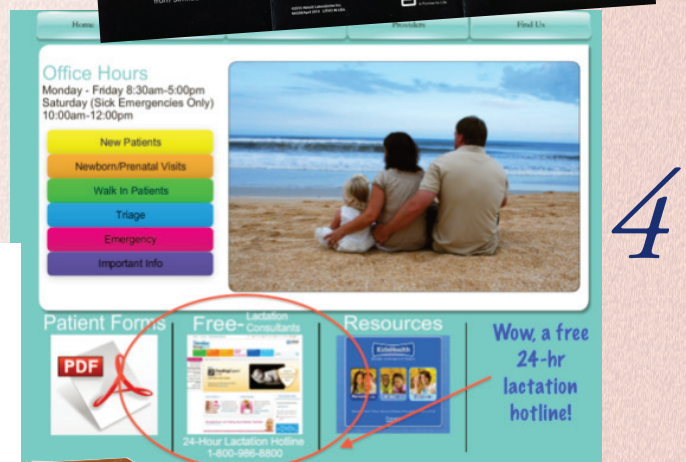 from Similac
Home
Providers
Find Us
Office Hours
Monday - Friday 8:30am-5:00pm
Saturday (Sick Emergencies Only)
10:00am-12:00pm
New Patients
Newborn/Prenatal Visits
Walk In Patients
Triage
Emergency
Important Info
4
Patient Forms
Free-Lactation Consultants
Resources
PDF
KidsHealth
24-Hour Lactation Hotline
1-800-986-8800
Wow, a free
24-hr
lactation
hotline!